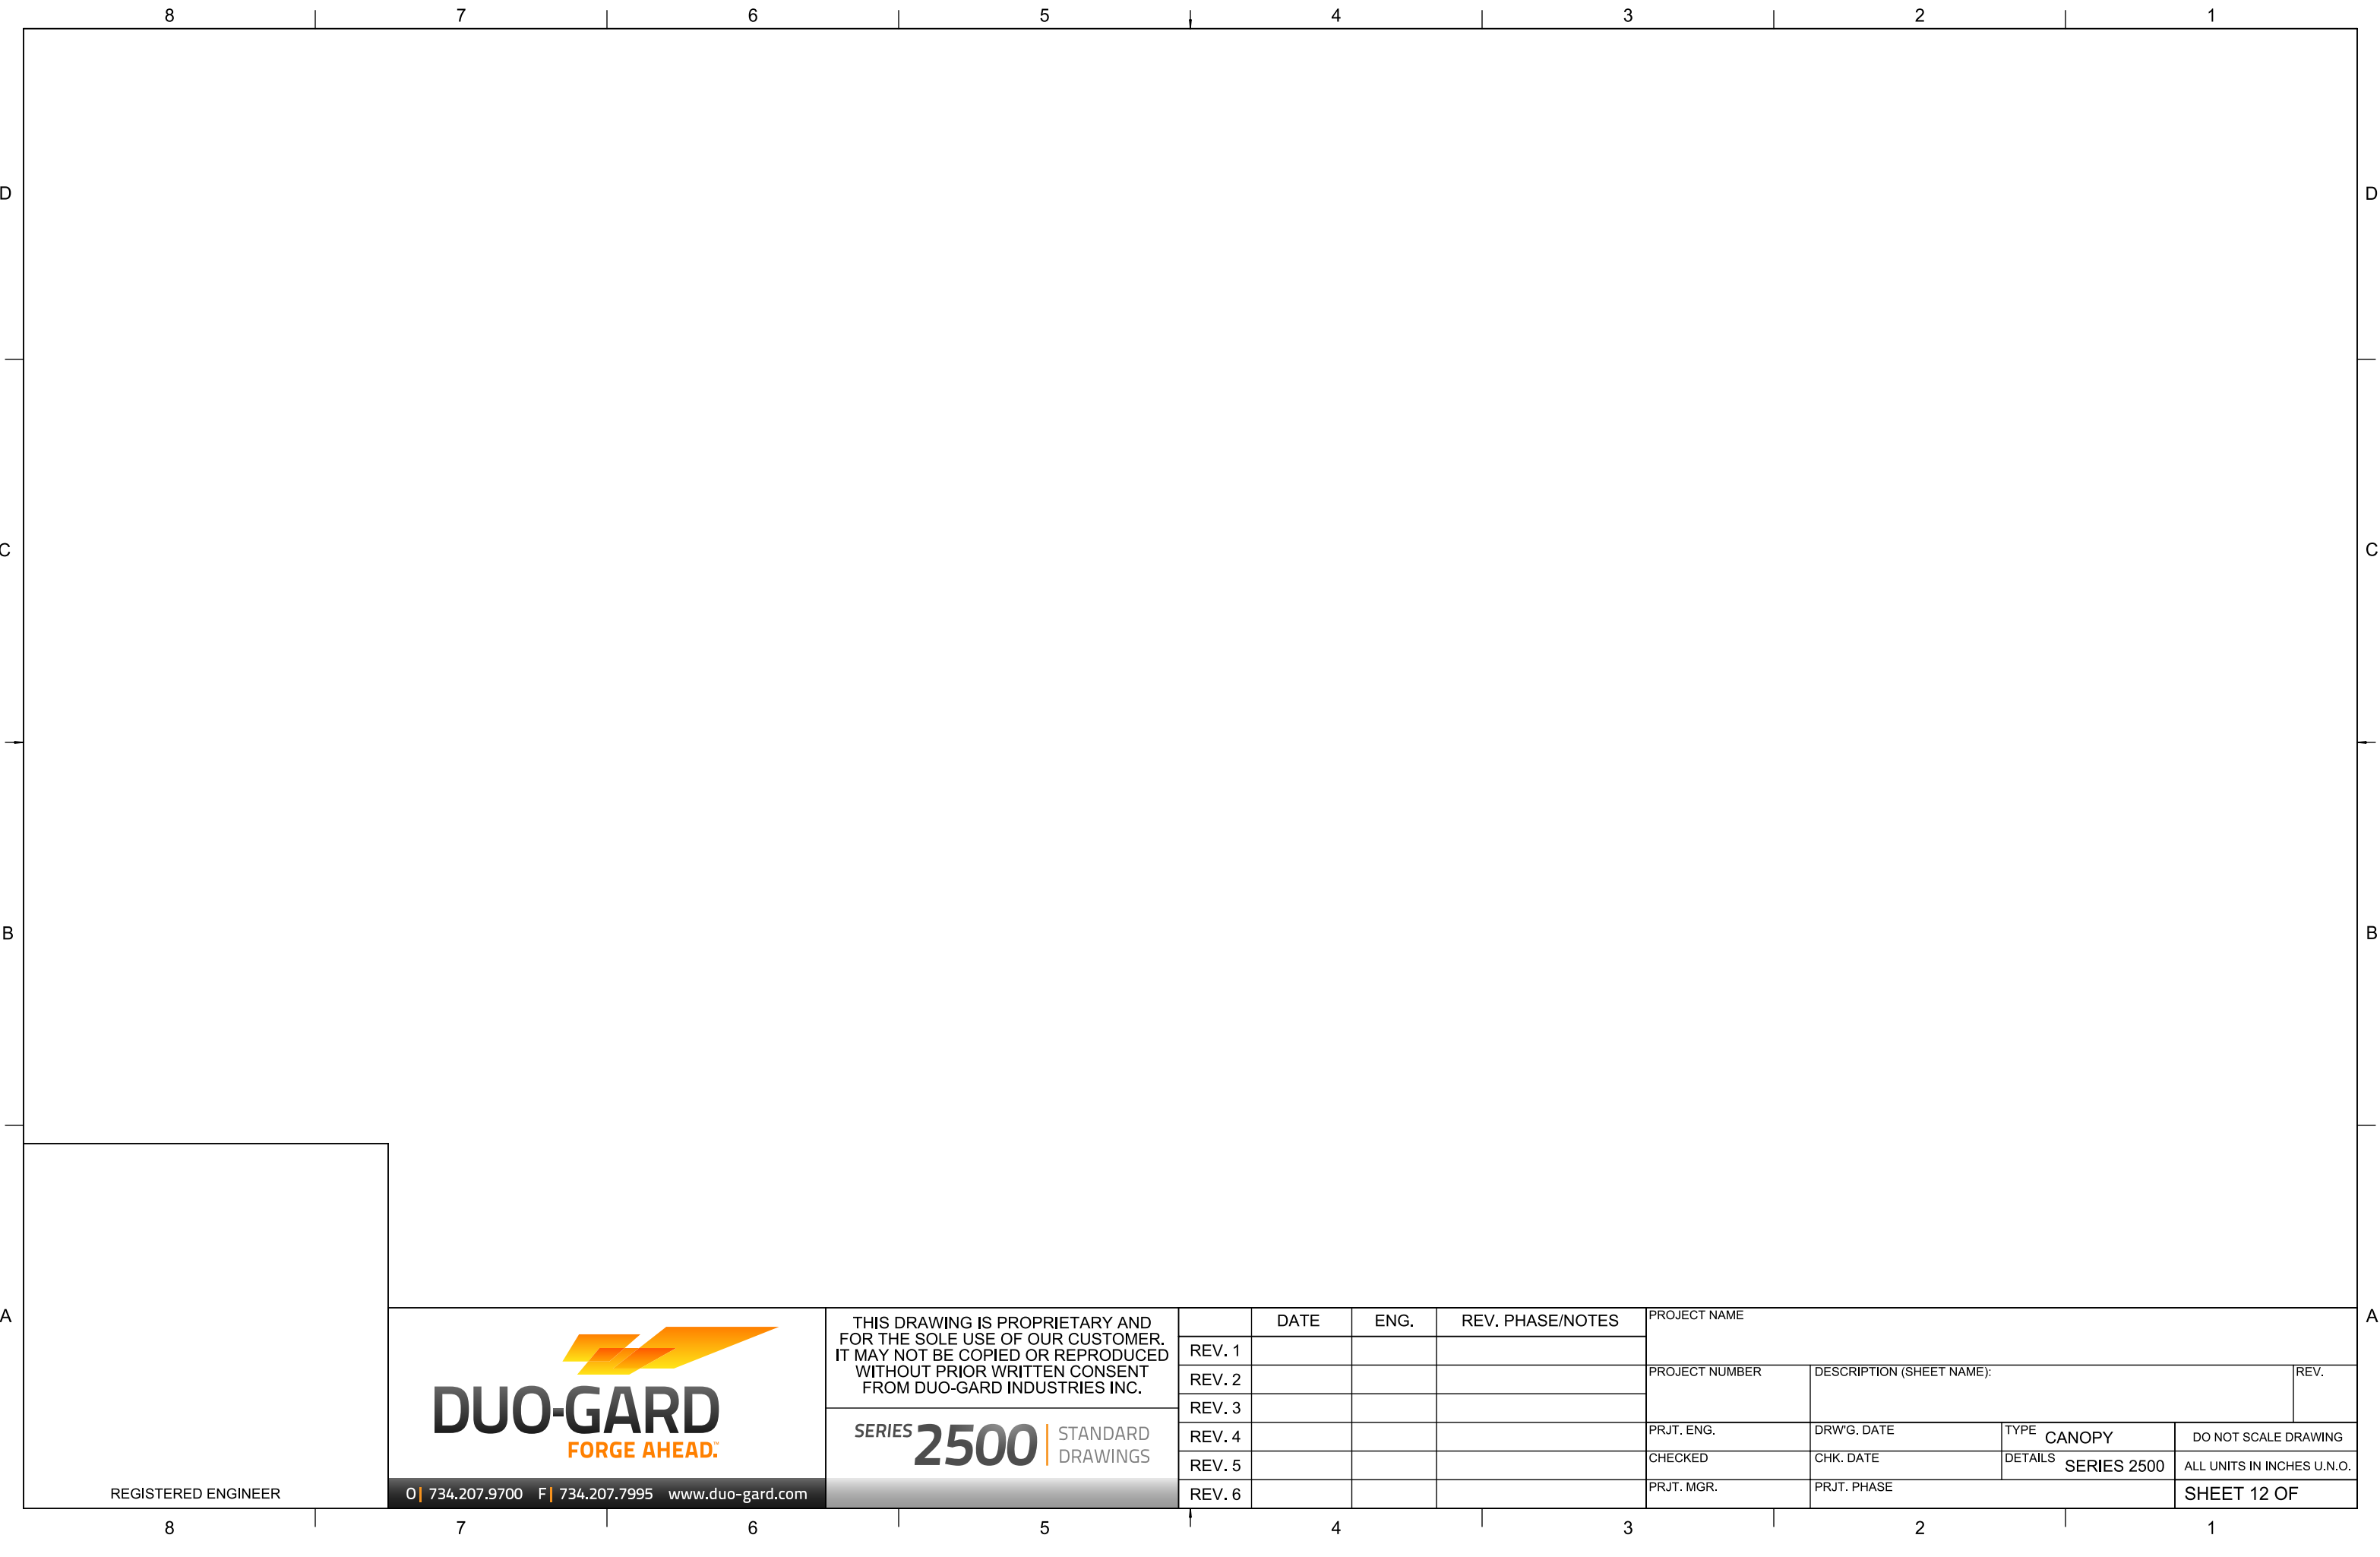 8 7 6 5 4 3 2 1
D D
C C
B B
A A
REGISTERED ENGINEER
DUO-GARD
FORGE AHEAD.™
O| 734.207.9700 F| 734.207.7995 www.duo-gard.com
THIS DRAWING IS PROPRIETARY AND
FOR THE SOLE USE OF OUR CUSTOMER.
IT MAY NOT BE COPIED OR REPRODUCED
WITHOUT PRIOR WRITTEN CONSENT
FROM DUO-GARD INDUSTRIES INC.
SERIES 2500 STANDARD
DRAWINGS
DATE ENG. REV. PHASE/NOTES
REV. 1
REV. 2
REV. 3
REV. 4
REV. 5
REV. 6
PROJECT NAME
PROJECT NUMBER DESCRIPTION (SHEET NAME): REV.
PRJT. ENG. DRW'G. DATE TYPE CANOPY DO NOT SCALE DRAWING
CHECKED CHK. DATE DETAILS SERIES 2500 ALL UNITS IN INCHES U.N.O.
PRJT. MGR. PRJT. PHASE SHEET 12 OF
8 7 6 5 4 3 2 1